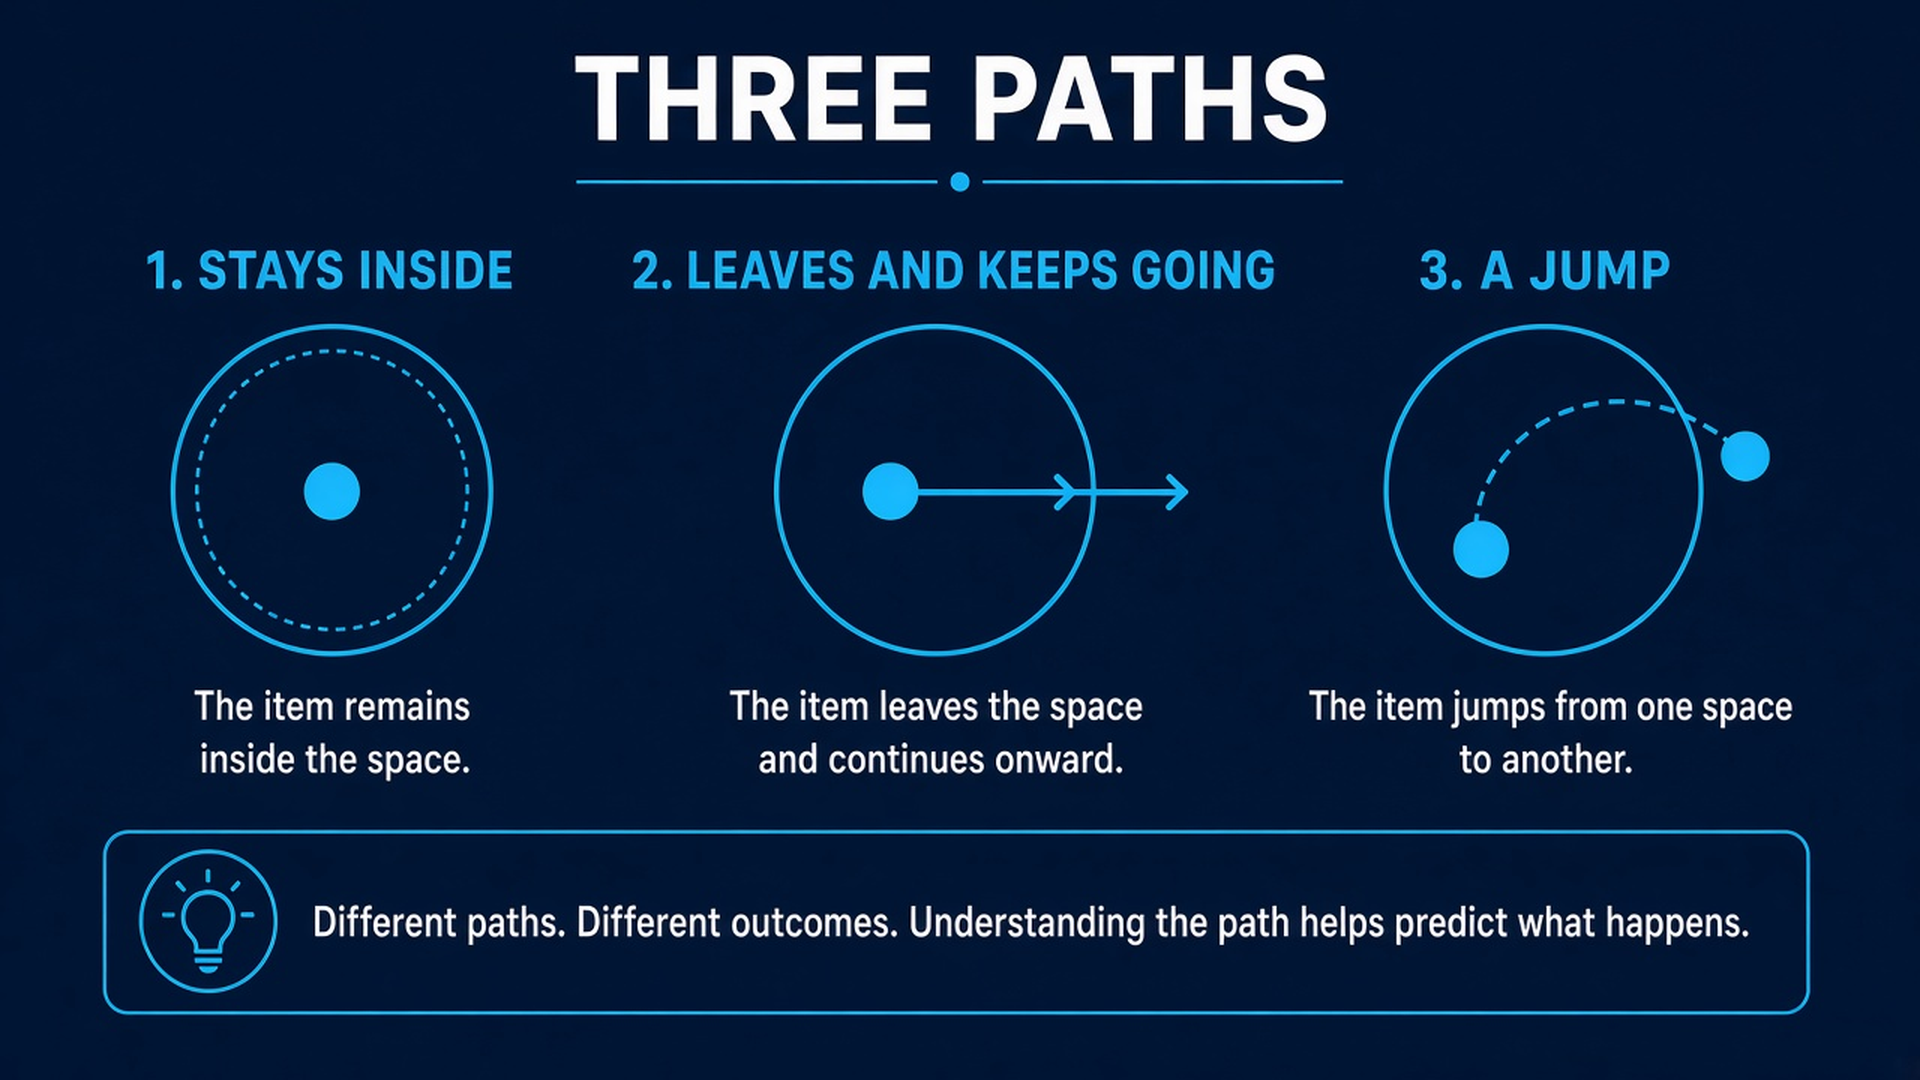 THREE PATHS
1. STAYS INSIDE
The item remains
inside the space.
2. LEAVES AND KEEPS GOING
The item leaves the space
and continues onward.
3. A JUMP
The item jumps from one space
to another.
Different paths. Different outcomes. Understanding the path helps predict what happens.